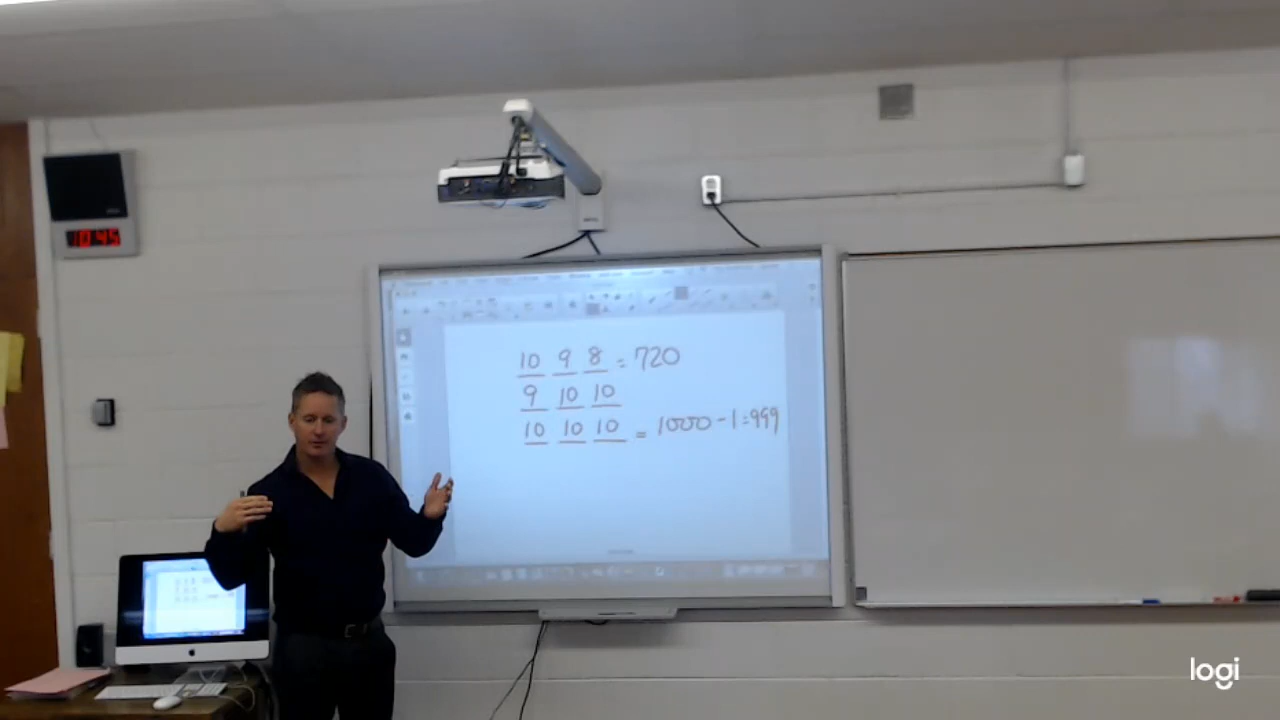 10:45
10 9 8 = 720
9 10 10
10 10 10 = 1000 - 1 = 999
logi